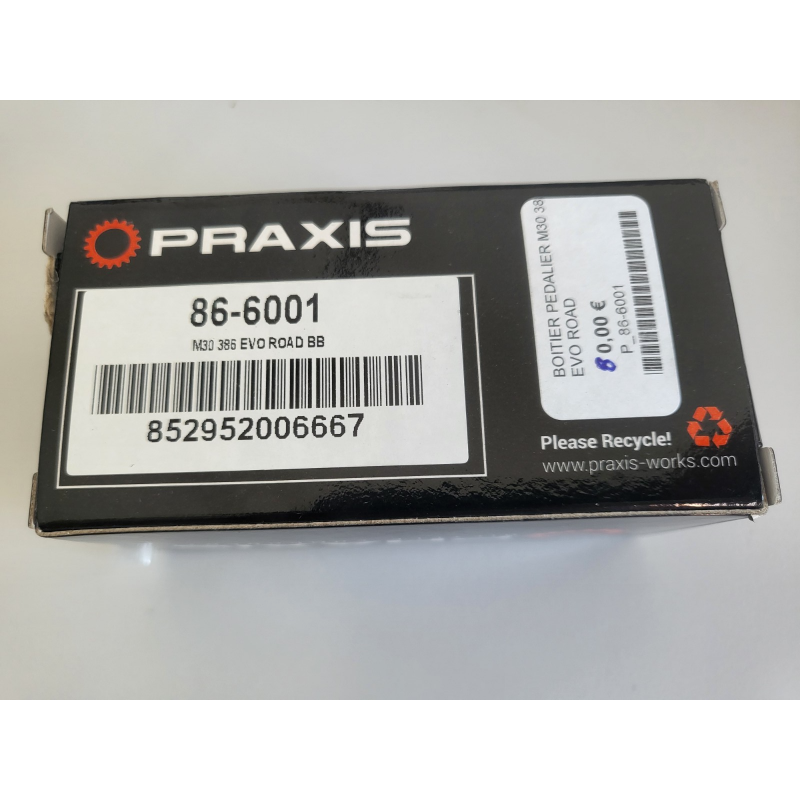 PRAXIS
86-6001
M30 386 EVO ROAD BB
852952006667
BOITIER PEDALIER M30 38
EVO ROAD
80,00 €
P_ 86-6001
Please Recycle!
www.praxis-works.com